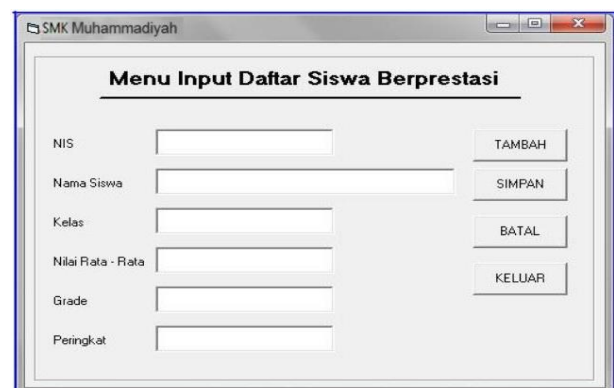 SMK Muhammadiyah
Menu Input Daftar Siswa Berprestasi
NIS
TAMBAH
Nama Siswa
SIMPAN
Kelas
BATAL
Nilai Rata - Rata
KELUAR
Grade
Peringkat